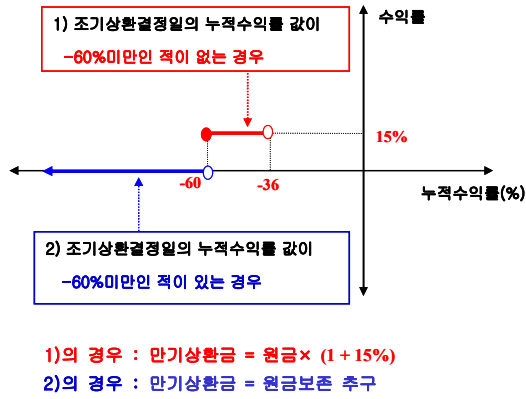 수익률
1) 조기상환결정일의 누적수익률 값이
-60%미만인 적이 없는 경우
15%
-60
-36
누적수익률(%)
2) 조기상환결정일의 누적수익률 값이
-60%미만인 적이 있는 경우
1)의 경우 : 만기상환금 = 원금× (1 + 15%)
2)의 경우 : 만기상환금 = 원금보존 추구